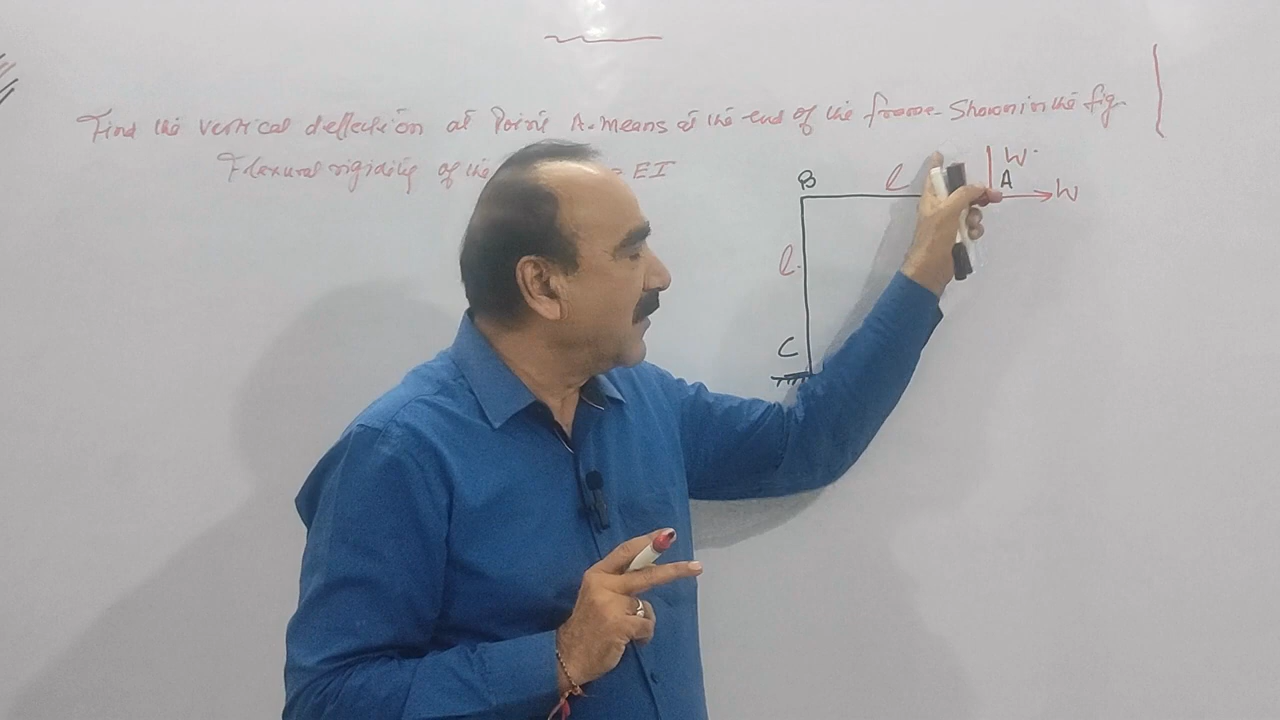 Find the vertical deflection at Point A. Means at the end of the frame Shown in the fig.
Flexural rigidity of the = EI
B l W. A W
l.
C